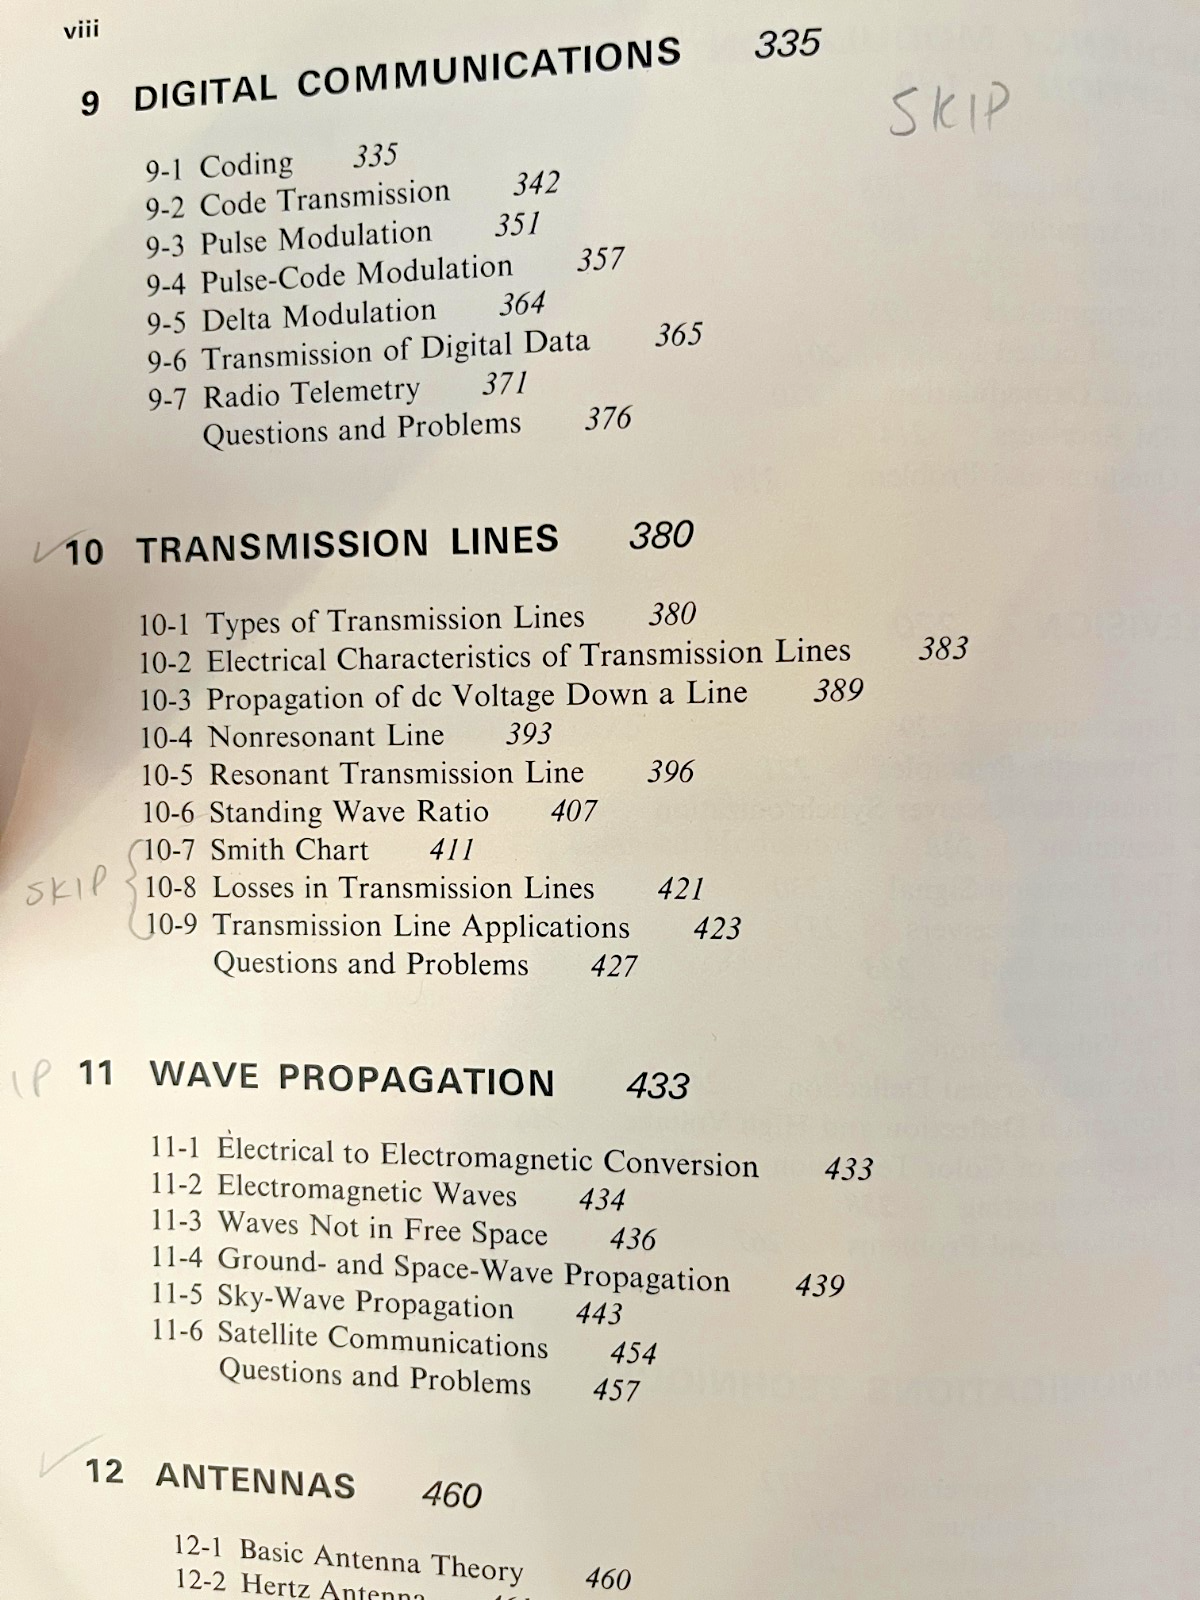 viii
9 DIGITAL COMMUNICATIONS 335
SKIP
9-1 Coding 335
9-2 Code Transmission 342
9-3 Pulse Modulation 351
9-4 Pulse-Code Modulation 357
9-5 Delta Modulation 364
9-6 Transmission of Digital Data 365
9-7 Radio Telemetry 371
Questions and Problems 376
✓10 TRANSMISSION LINES 380
10-1 Types of Transmission Lines 380
10-2 Electrical Characteristics of Transmission Lines 383
10-3 Propagation of dc Voltage Down a Line 389
10-4 Nonresonant Line 393
10-5 Resonant Transmission Line 396
10-6 Standing Wave Ratio 407
10-7 Smith Chart 411
SKIP { 10-8 Losses in Transmission Lines 421
10-9 Transmission Line Applications 423
Questions and Problems 427
IP 11 WAVE PROPAGATION 433
11-1 Electrical to Electromagnetic Conversion 433
11-2 Electromagnetic Waves 434
11-3 Waves Not in Free Space 436
11-4 Ground- and Space-Wave Propagation 439
11-5 Sky-Wave Propagation 443
11-6 Satellite Communications 454
Questions and Problems 457
✓ 12 ANTENNAS 460
12-1 Basic Antenna Theory 460
12-2 Hertz Antenna